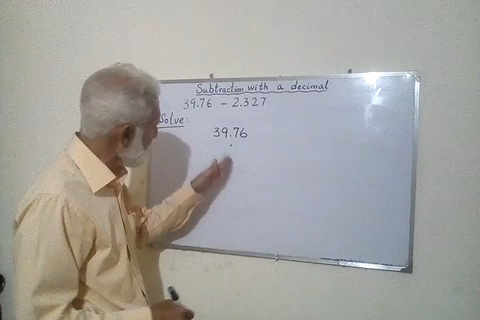 Subtraction with a decimal
39.76 - 2.327
Solve:
39.76
.